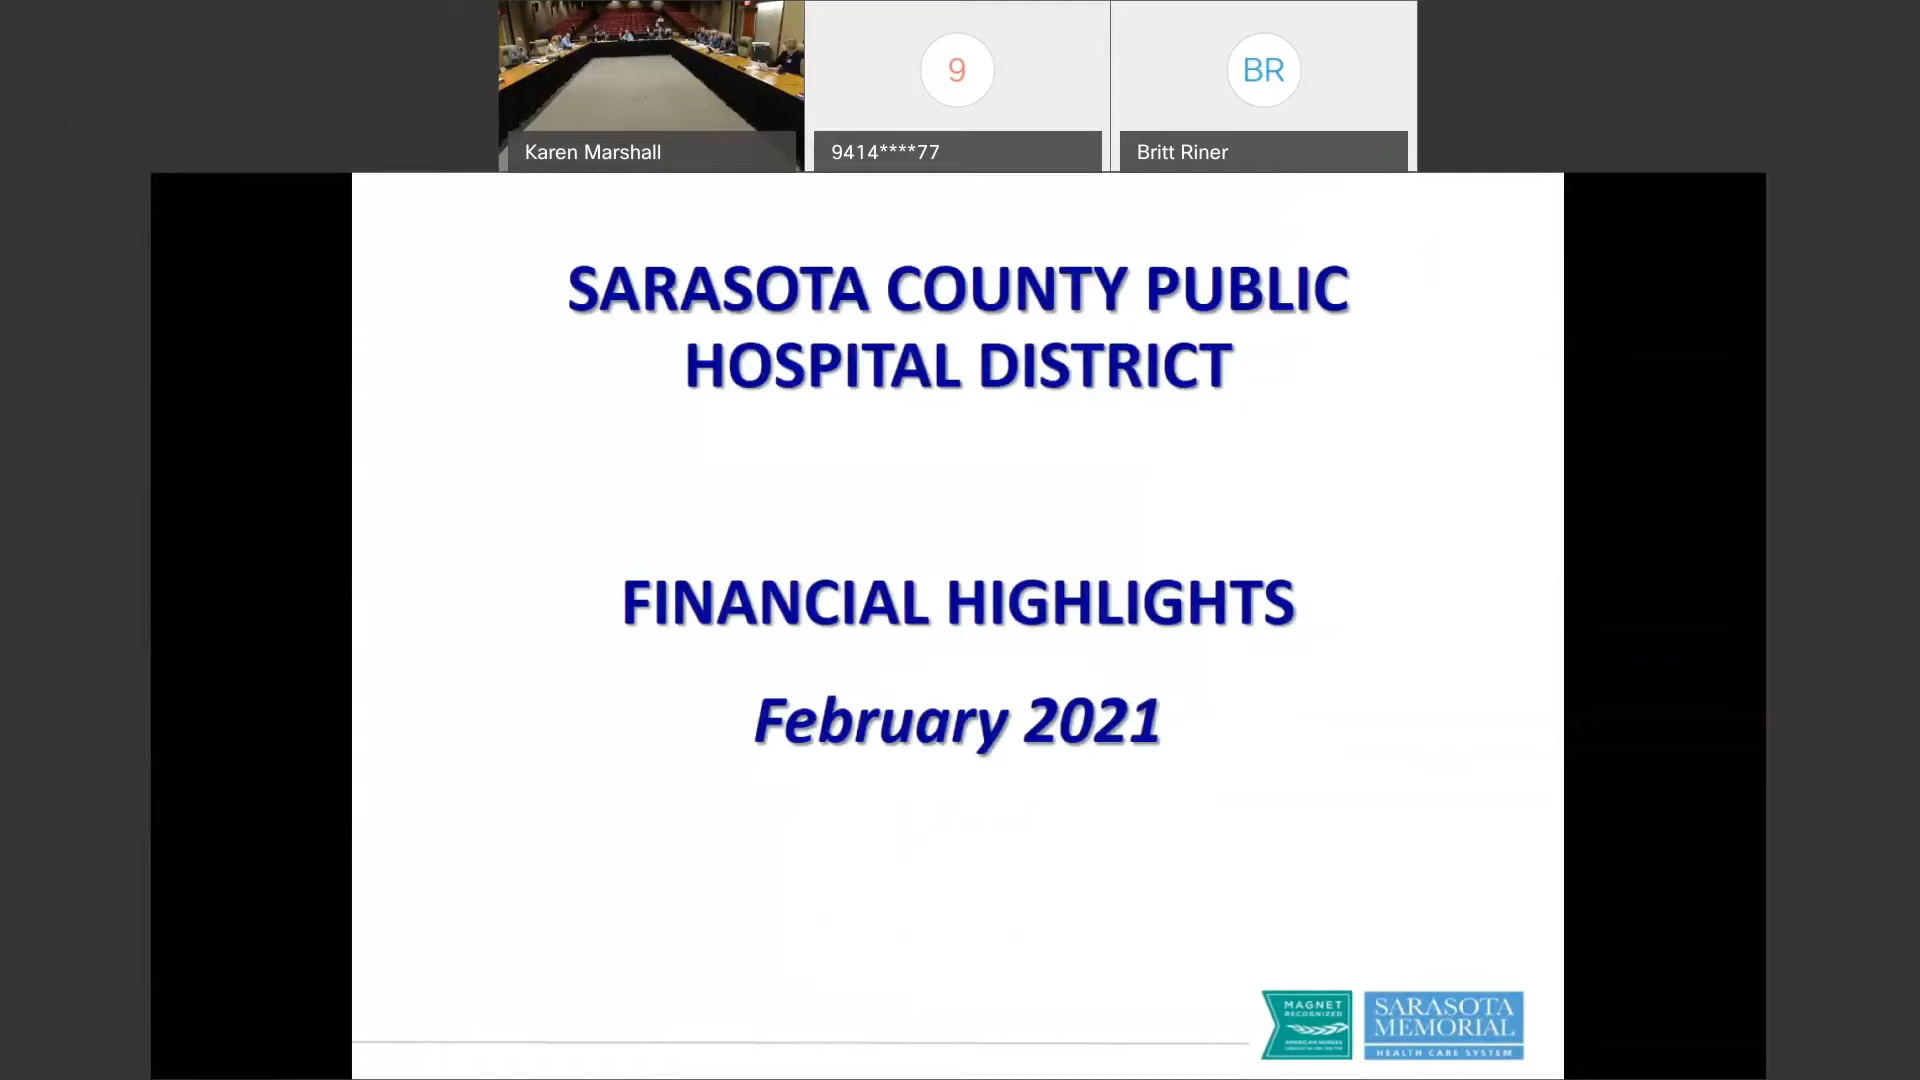 Karen Marshall
9
9414****77
BR
Britt Riner
SARASOTA COUNTY PUBLIC
HOSPITAL DISTRICT
FINANCIAL HIGHLIGHTS
February 2021
MAGNET
RECOGNIZED
SARASOTA
MEMORIAL
HEALTH CARE SYSTEM